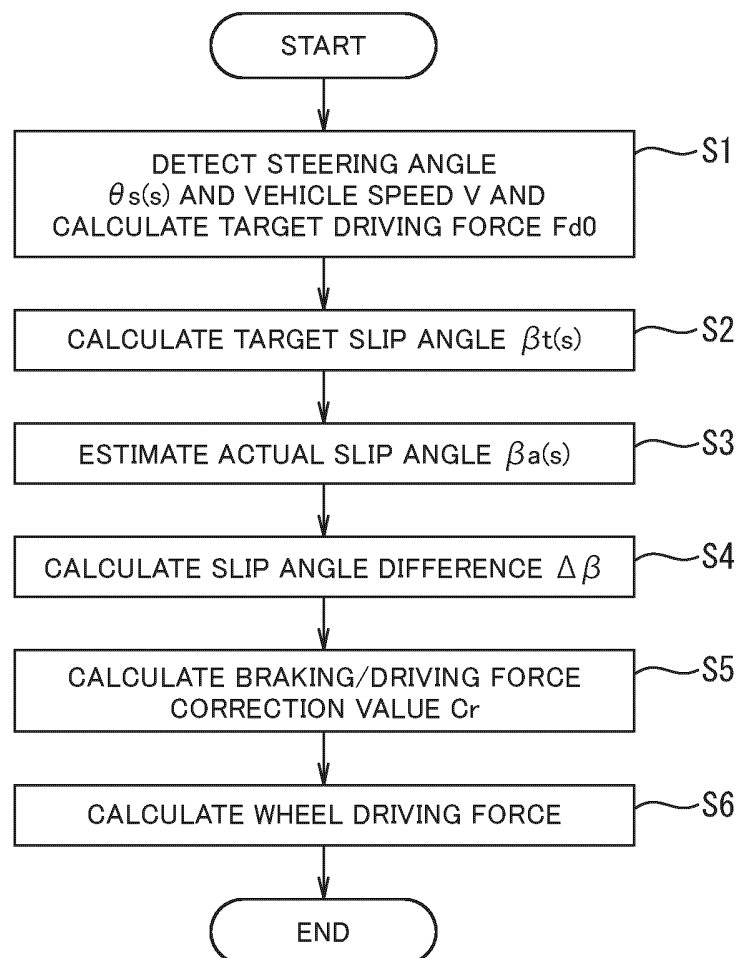 START
DETECT STEERING ANGLE
θs(s) AND VEHICLE SPEED V AND
CALCULATE TARGET DRIVING FORCE Fd0
S1
CALCULATE TARGET SLIP ANGLE βt(s)
S2
ESTIMATE ACTUAL SLIP ANGLE βa(s)
S3
CALCULATE SLIP ANGLE DIFFERENCE Δβ
S4
CALCULATE BRAKING/DRIVING FORCE
CORRECTION VALUE Cr
S5
CALCULATE WHEEL DRIVING FORCE
S6
END